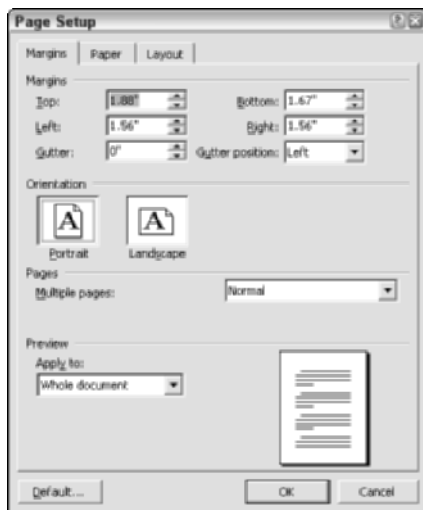 Page Setup
Margins Paper Layout
Margins
Top: 1.88" Bottom: 1.67"
Left: 1.56" Right: 1.56"
Gutter: 0" Gutter position: Left
Orientation
A A
Portrait Landscape
Pages
Multiple pages: Normal
Preview
Apply to:
Whole document
Default... OK Cancel